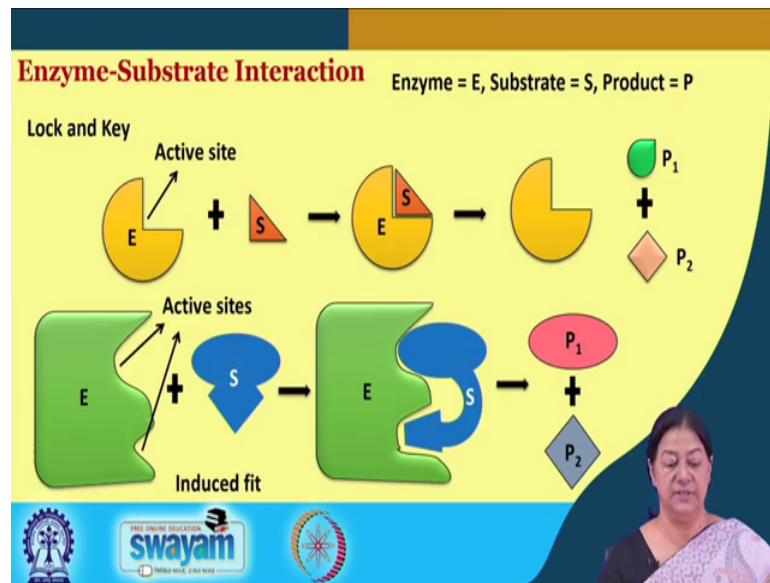 Enzyme-Substrate Interaction
Enzyme = E, Substrate = S, Product = P
Lock and Key
Active site
E
+
S
E
S
P1
+
P2
Active sites
E
+
S
E
S
P1
+
P2
Induced fit
FREE ONLINE EDUCATION
swayam